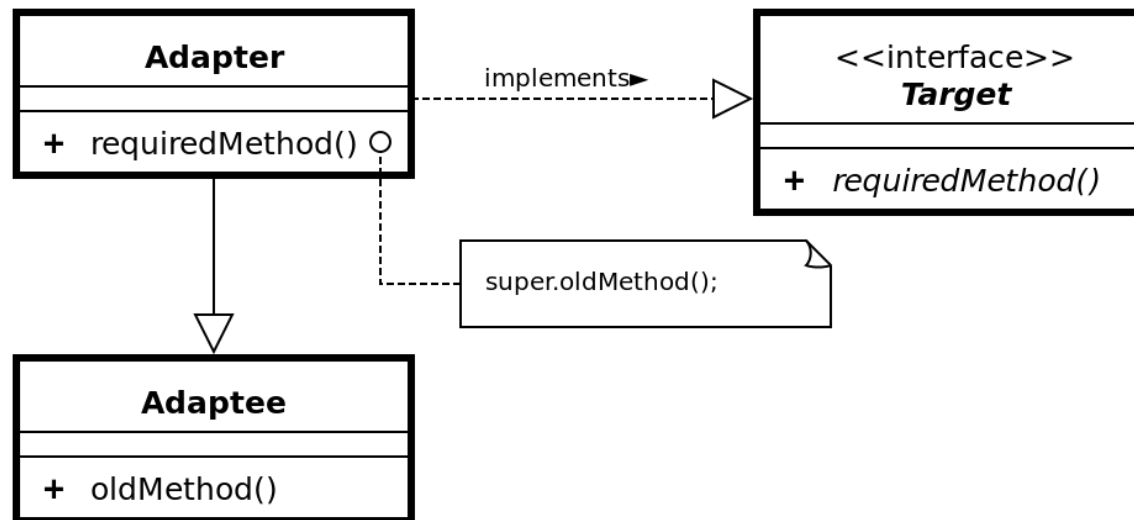 Adapter
+ requiredMethod()
implements►
<<interface>>
Target
+ requiredMethod()
super.oldMethod();
Adaptee
+ oldMethod()